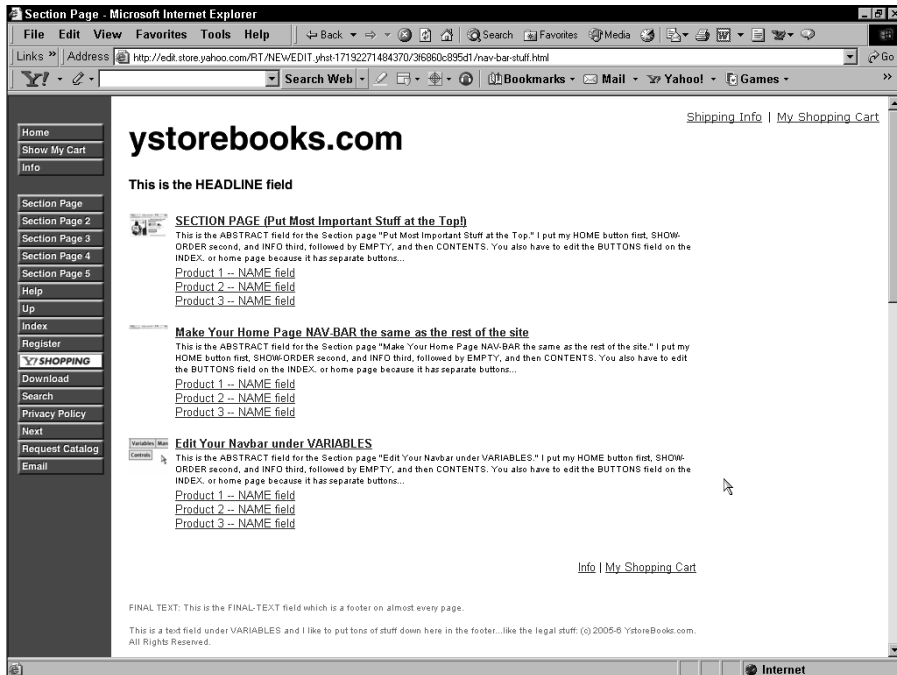 Section Page - Microsoft Internet Explorer
File Edit View Favorites Tools Help Back Search Favorites Media
Links » Address http://edit.store.yahoo.com/RT/NEWEDIT.yhst-17192271484370/3f6860c895d1/nav-bar-stuff.html Go
Y! Search Web Bookmarks Mail Yahoo! Games »
Shipping Info | My Shopping Cart
Home
Show My Cart
Info
Section Page
Section Page 2
Section Page 3
Section Page 4
Section Page 5
Help
Up
Index
Register
Y! SHOPPING
Download
Search
Privacy Policy
Next
Request Catalog
Email
ystorebooks.com
This is the HEADLINE field
SECTION PAGE (Put Most Important Stuff at the Top!)
This is the ABSTRACT field for the Section page "Put Most Important Stuff at the Top." I put my HOME button first, SHOW-
ORDER second, and INFO third, followed by EMPTY, and then CONTENTS. You also have to edit the BUTTONS field on the
INDEX. or home page because it has separate buttons...
Product 1 -- NAME field
Product 2 -- NAME field
Product 3 -- NAME field
Make Your Home Page NAV-BAR the same as the rest of the site
This is the ABSTRACT field for the Section page "Make Your Home Page NAV-BAR the same as the rest of the site." I put my
HOME button first, SHOW-ORDER second, and INFO third, followed by EMPTY, and then CONTENTS. You also have to edit
the BUTTONS field on the INDEX. or home page because it has separate buttons...
Product 1 -- NAME field
Product 2 -- NAME field
Product 3 -- NAME field
Variables Man
Controls
Edit Your Navbar under VARIABLES
This is the ABSTRACT field for the Section page "Edit Your Navbar under VARIABLES." I put my HOME button first, SHOW-
ORDER second, and INFO third, followed by EMPTY, and then CONTENTS. You also have to edit the BUTTONS field on the
INDEX. or home page because it has separate buttons...
Product 1 -- NAME field
Product 2 -- NAME field
Product 3 -- NAME field
Info | My Shopping Cart
FINAL TEXT: This is the FINAL-TEXT field which is a footer on almost every page.
This is a text field under VARIABLES and I like to put tons of stuff down here in the footer...like the legal stuff: (c) 2005-6 YstoreBooks.com.
All Rights Reserved.
Internet